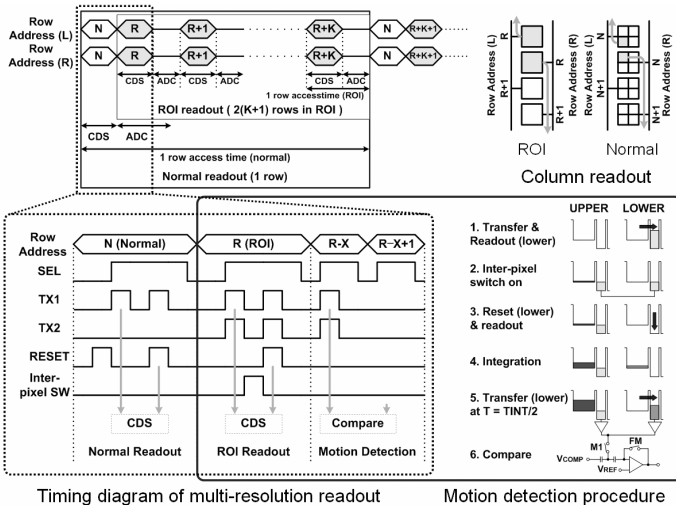 Row
Address (L)
N R R+1 R+K N R+K+1
Row
Address (R)
N R R+1 R+K N R+K+1
CDS ADC CDS ADC CDS ADC
1 row accesstime (ROI)
ROI readout ( 2(K+1) rows in ROI )
CDS ADC
1 row access time (normal)
Normal readout (1 row)
Row Address (L)
R
R+1
R
R+1
Row Address (R)
ROI
Row Address (L)
N
N+1
N
N+1
Row Address (R)
Normal
Column readout
Row
Address
N (Normal) R (ROI) R-X R-X+1
SEL
TX1
TX2
RESET
Inter-
pixel SW
CDS CDS Compare
Normal Readout ROI Readout Motion Detection
Timing diagram of multi-resolution readout
UPPER LOWER
1. Transfer &
Readout (lower)
2. Inter-pixel
switch on
3. Reset (lower)
& readout
4. Integration
5. Transfer (lower)
at T = TINT/2
6. Compare
M1
FM
VCOMP
VREF
Motion detection procedure